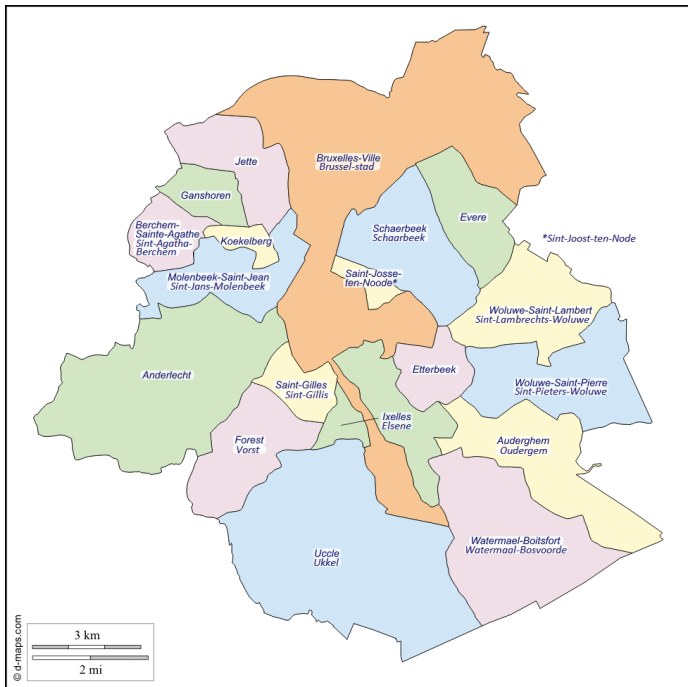 Jette
Bruxelles-Ville
Brussel-stad
Ganshoren
Evere
Berchem-
Sainte-Agathe
Sint-Agatha-
Berchem
Koekelberg
Schaerbeek
Schaarbeek
*Sint-Joost-ten-Node
Molenbeek-Saint-Jean
Sint-Jans-Molenbeek
Saint-Josse-
ten-Noode*
Woluwe-Saint-Lambert
Sint-Lambrechts-Woluwe
Anderlecht
Etterbeek
Saint-Gilles
Sint-Gillis
Woluwe-Saint-Pierre
Sint-Pieters-Woluwe
Ixelles
Elsene
Forest
Vorst
Auderghem
Oudergem
Watermael-Boitsfort
Watermaal-Bosvoorde
Uccle
Ukkel
3 km
2 mi
© d-maps.com